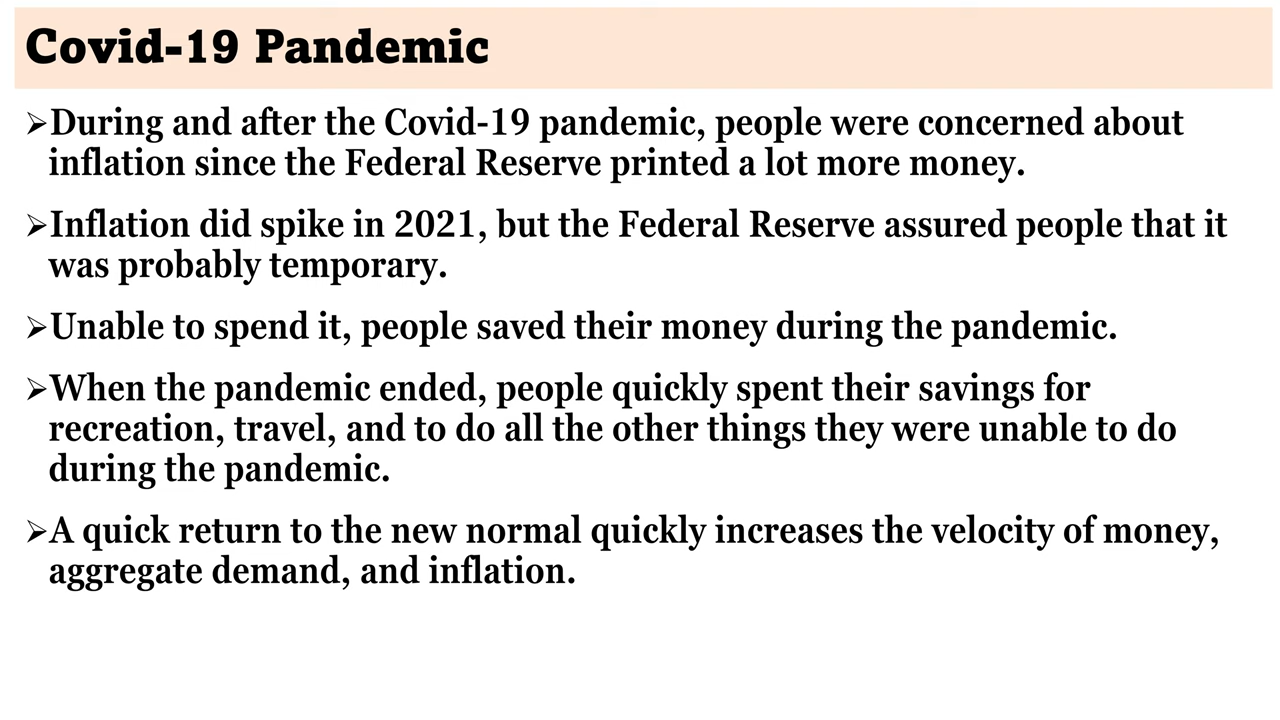 Covid-19 Pandemic
➢During and after the Covid-19 pandemic, people were concerned about
inflation since the Federal Reserve printed a lot more money.
➢Inflation did spike in 2021, but the Federal Reserve assured people that it
was probably temporary.
➢Unable to spend it, people saved their money during the pandemic.
➢When the pandemic ended, people quickly spent their savings for
recreation, travel, and to do all the other things they were unable to do
during the pandemic.
➢A quick return to the new normal quickly increases the velocity of money,
aggregate demand, and inflation.